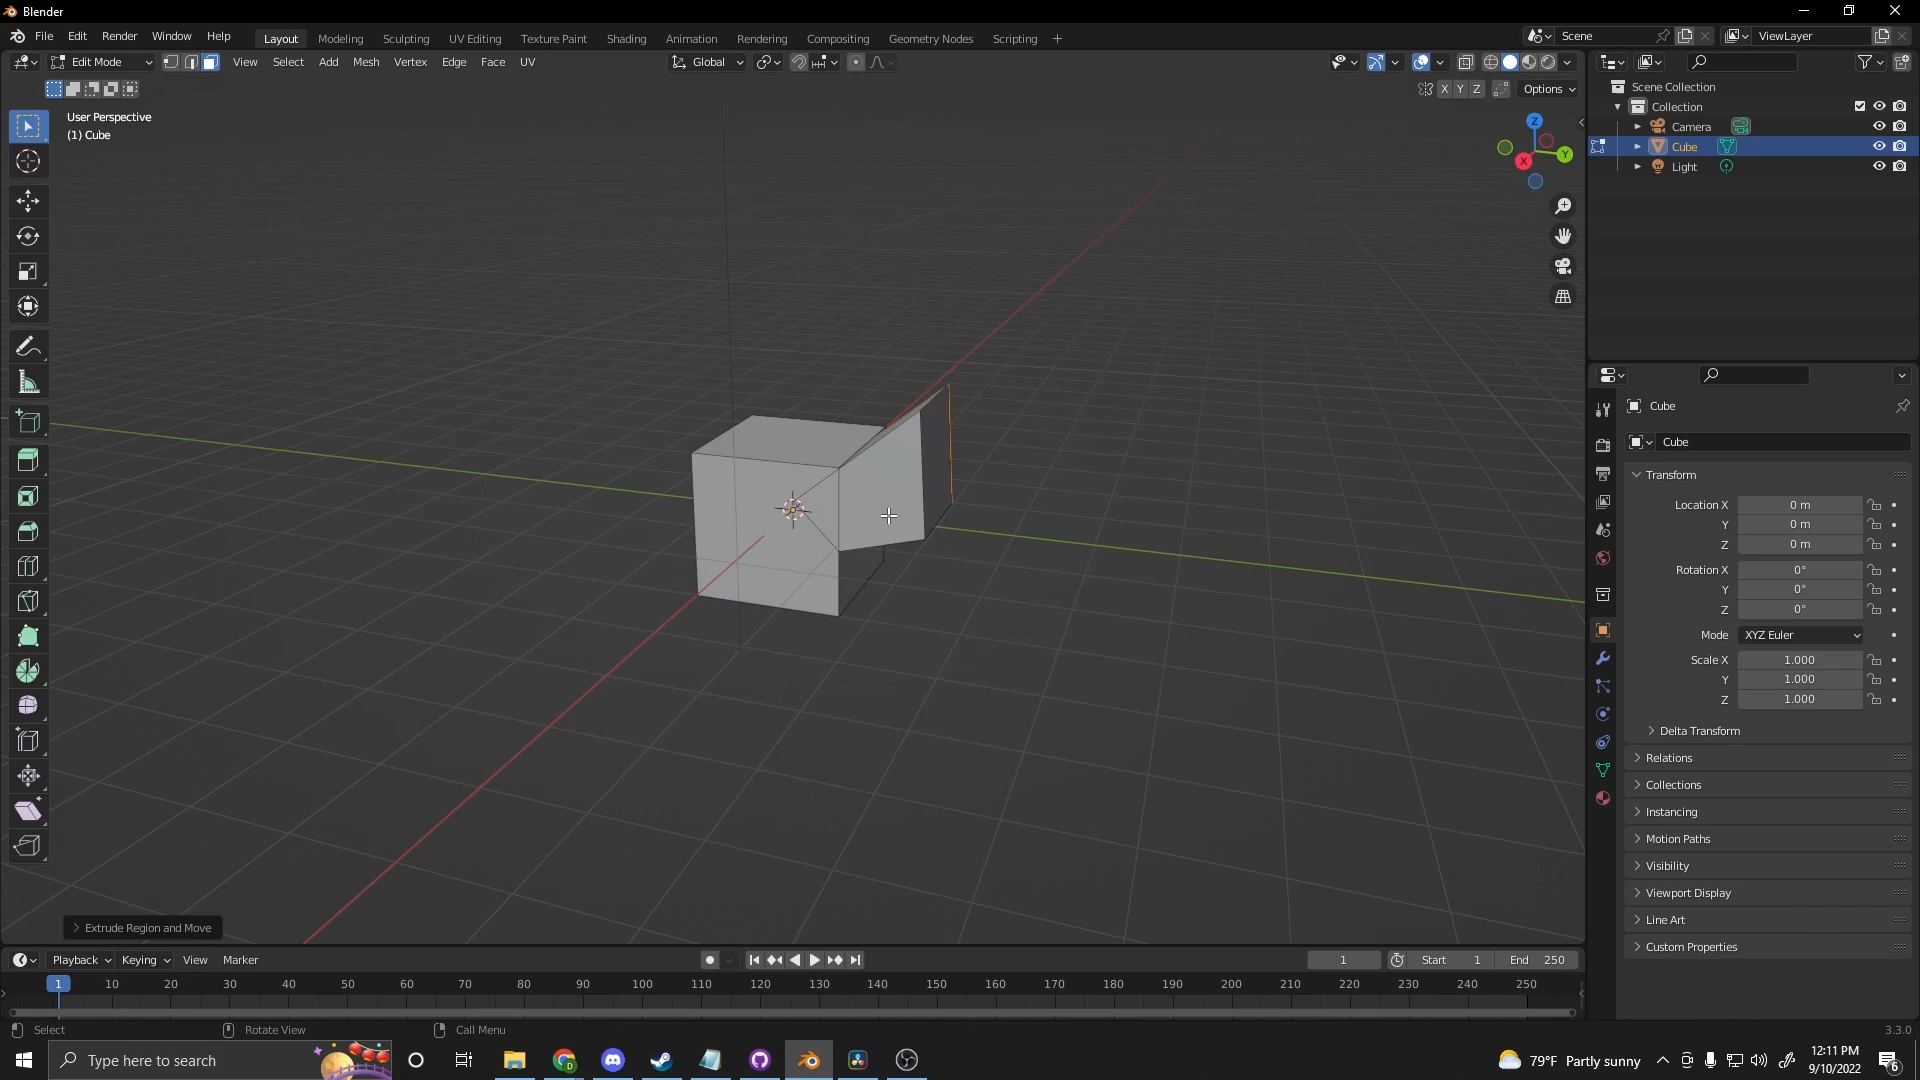 Blender
File Edit Render Window Help Layout Modeling Sculpting UV Editing Texture Paint Shading Animation Rendering Compositing Geometry Nodes Scripting + Scene ViewLayer
Edit Mode View Select Add Mesh Vertex Edge Face UV Global
X Y Z Options
User Perspective
(1) Cube
Z
Y
X
Scene Collection
Collection
Camera
Cube
Light
Cube
Cube
Transform
Location X 0 m
Y 0 m
Z 0 m
Rotation X 0°
Y 0°
Z 0°
Mode XYZ Euler
Scale X 1.000
Y 1.000
Z 1.000
Delta Transform
Relations
Collections
Instancing
Motion Paths
Visibility
Viewport Display
Line Art
Custom Properties
Extrude Region and Move
Playback Keying View Marker 1 Start 1 End 250
1 10 20 30 40 50 60 70 80 90 100 110 120 130 140 150 160 170 180 190 200 210 220 230 240 250
Select Rotate View Call Menu 3.3.0
Type here to search 79°F Partly sunny 12:11 PM
9/10/2022 6